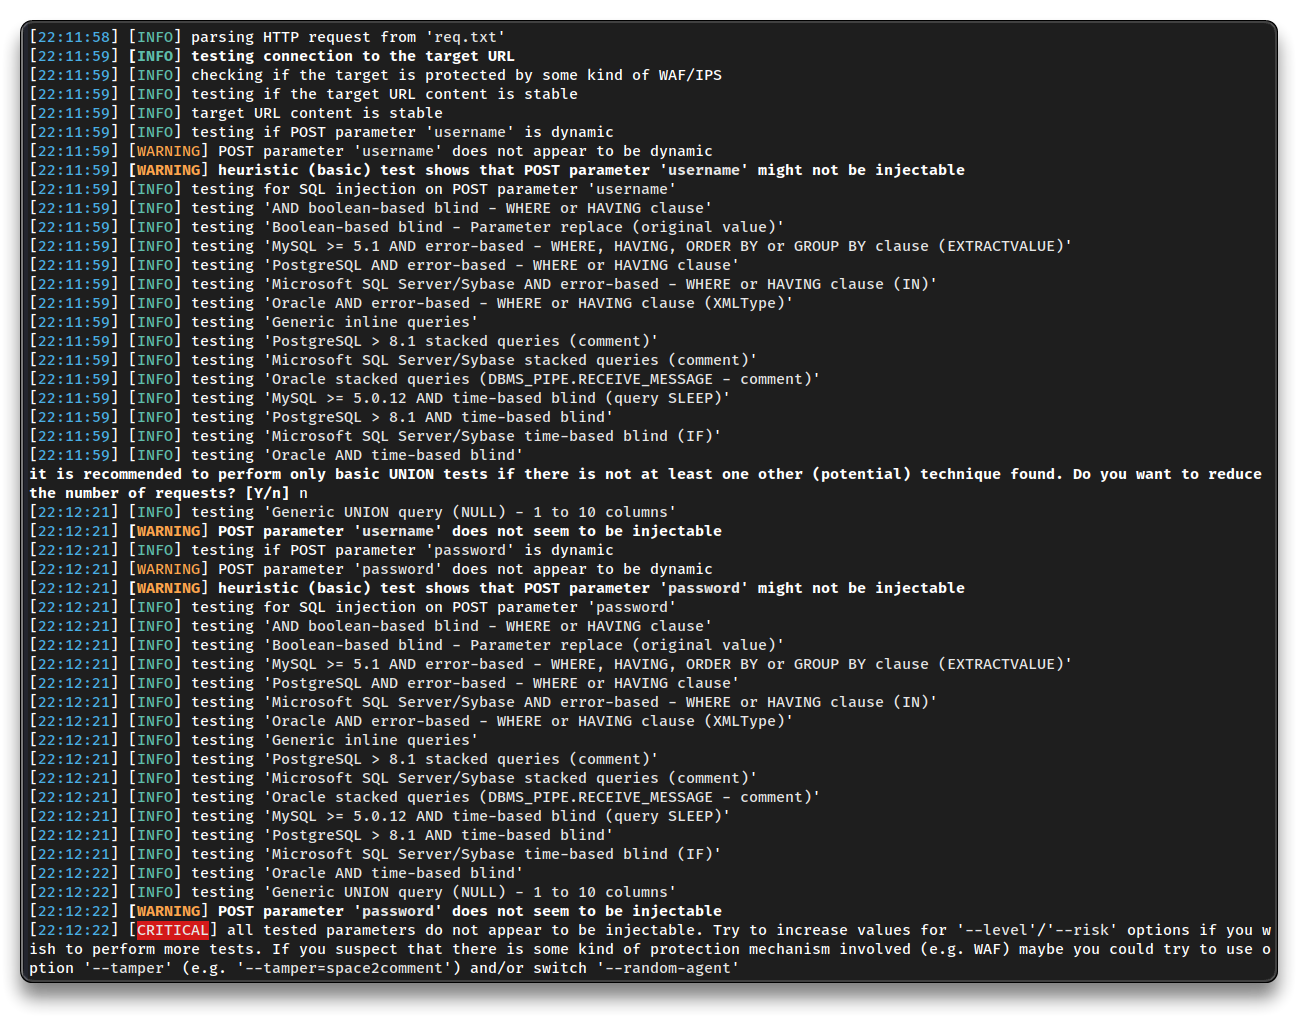 [22:11:58] [INFO] parsing HTTP request from 'req.txt'
[22:11:59] [INFO] testing connection to the target URL
[22:11:59] [INFO] checking if the target is protected by some kind of WAF/IPS
[22:11:59] [INFO] testing if the target URL content is stable
[22:11:59] [INFO] target URL content is stable
[22:11:59] [INFO] testing if POST parameter 'username' is dynamic
[22:11:59] [WARNING] POST parameter 'username' does not appear to be dynamic
[22:11:59] [WARNING] heuristic (basic) test shows that POST parameter 'username' might not be injectable
[22:11:59] [INFO] testing for SQL injection on POST parameter 'username'
[22:11:59] [INFO] testing 'AND boolean-based blind - WHERE or HAVING clause'
[22:11:59] [INFO] testing 'Boolean-based blind - Parameter replace (original value)'
[22:11:59] [INFO] testing 'MySQL >= 5.1 AND error-based - WHERE, HAVING, ORDER BY or GROUP BY clause (EXTRACTVALUE)'
[22:11:59] [INFO] testing 'PostgreSQL AND error-based - WHERE or HAVING clause'
[22:11:59] [INFO] testing 'Microsoft SQL Server/Sybase AND error-based - WHERE or HAVING clause (IN)'
[22:11:59] [INFO] testing 'Oracle AND error-based - WHERE or HAVING clause (XMLType)'
[22:11:59] [INFO] testing 'Generic inline queries'
[22:11:59] [INFO] testing 'PostgreSQL > 8.1 stacked queries (comment)'
[22:11:59] [INFO] testing 'Microsoft SQL Server/Sybase stacked queries (comment)'
[22:11:59] [INFO] testing 'Oracle stacked queries (DBMS_PIPE.RECEIVE_MESSAGE - comment)'
[22:11:59] [INFO] testing 'MySQL >= 5.0.12 AND time-based blind (query SLEEP)'
[22:11:59] [INFO] testing 'PostgreSQL > 8.1 AND time-based blind'
[22:11:59] [INFO] testing 'Microsoft SQL Server/Sybase time-based blind (IF)'
[22:11:59] [INFO] testing 'Oracle AND time-based blind'
it is recommended to perform only basic UNION tests if there is not at least one other (potential) technique found. Do you want to reduce
the number of requests? [Y/n] n
[22:12:21] [INFO] testing 'Generic UNION query (NULL) - 1 to 10 columns'
[22:12:21] [WARNING] POST parameter 'username' does not seem to be injectable
[22:12:21] [INFO] testing if POST parameter 'password' is dynamic
[22:12:21] [WARNING] POST parameter 'password' does not appear to be dynamic
[22:12:21] [WARNING] heuristic (basic) test shows that POST parameter 'password' might not be injectable
[22:12:21] [INFO] testing for SQL injection on POST parameter 'password'
[22:12:21] [INFO] testing 'AND boolean-based blind - WHERE or HAVING clause'
[22:12:21] [INFO] testing 'Boolean-based blind - Parameter replace (original value)'
[22:12:21] [INFO] testing 'MySQL >= 5.1 AND error-based - WHERE, HAVING, ORDER BY or GROUP BY clause (EXTRACTVALUE)'
[22:12:21] [INFO] testing 'PostgreSQL AND error-based - WHERE or HAVING clause'
[22:12:21] [INFO] testing 'Microsoft SQL Server/Sybase AND error-based - WHERE or HAVING clause (IN)'
[22:12:21] [INFO] testing 'Oracle AND error-based - WHERE or HAVING clause (XMLType)'
[22:12:21] [INFO] testing 'Generic inline queries'
[22:12:21] [INFO] testing 'PostgreSQL > 8.1 stacked queries (comment)'
[22:12:21] [INFO] testing 'Microsoft SQL Server/Sybase stacked queries (comment)'
[22:12:21] [INFO] testing 'Oracle stacked queries (DBMS_PIPE.RECEIVE_MESSAGE - comment)'
[22:12:21] [INFO] testing 'MySQL >= 5.0.12 AND time-based blind (query SLEEP)'
[22:12:21] [INFO] testing 'PostgreSQL > 8.1 AND time-based blind'
[22:12:21] [INFO] testing 'Microsoft SQL Server/Sybase time-based blind (IF)'
[22:12:22] [INFO] testing 'Oracle AND time-based blind'
[22:12:22] [INFO] testing 'Generic UNION query (NULL) - 1 to 10 columns'
[22:12:22] [WARNING] POST parameter 'password' does not seem to be injectable
[22:12:22] [CRITICAL] all tested parameters do not appear to be injectable. Try to increase values for '--level'/'--risk' options if you w
ish to perform more tests. If you suspect that there is some kind of protection mechanism involved (e.g. WAF) maybe you could try to use o
ption '--tamper' (e.g. '--tamper=space2comment') and/or switch '--random-agent'